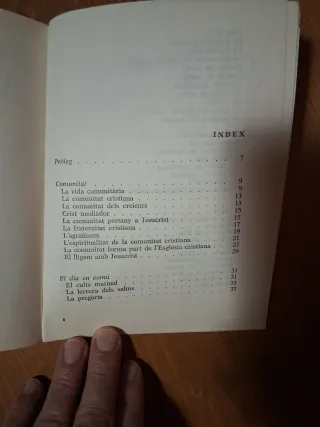 INDEX
Pròleg . . . . . . . . . . . . . . . . 7
Comunitat . . . . . . . . . . . . . . 9
La vida comunitària . . . . . . . . . . 9
La comunitat cristiana . . . . . . . . . 13
La comunitat dels creients . . . . . . . 13
Crist mediador . . . . . . . . . . . . 15
La comunitat pertany a Jesucrist . . . . . 15
La fraternitat cristiana . . . . . . . . . 17
L'agraïment . . . . . . . . . . . . . 19
L'espiritualitat de la comunitat cristiana . . . 21
La comunitat forma part de l'Església cristiana . 27
El lligam amb Jesucrist . . . . . . . . . 29
El dia en comú . . . . . . . . . . . . 31
El culte matinal . . . . . . . . . . . . 31
La lectura dels salms . . . . . . . . . . 35
La pregària . . . . . . . . . . . . . 37